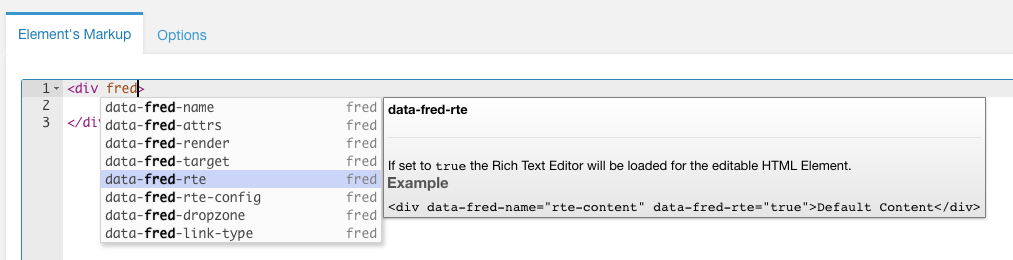 Element's Markup Options
1 <div fred>
2
3 </div
data-fred-name fred
data-fred-attrs fred
data-fred-render fred
data-fred-target fred
data-fred-rte fred
data-fred-rte-config fred
data-fred-dropzone fred
data-fred-link-type fred
data-fred-rte
If set to true the Rich Text Editor will be loaded for the editable HTML Element.
Example
<div data-fred-name="rte-content" data-fred-rte="true">Default Content</div>